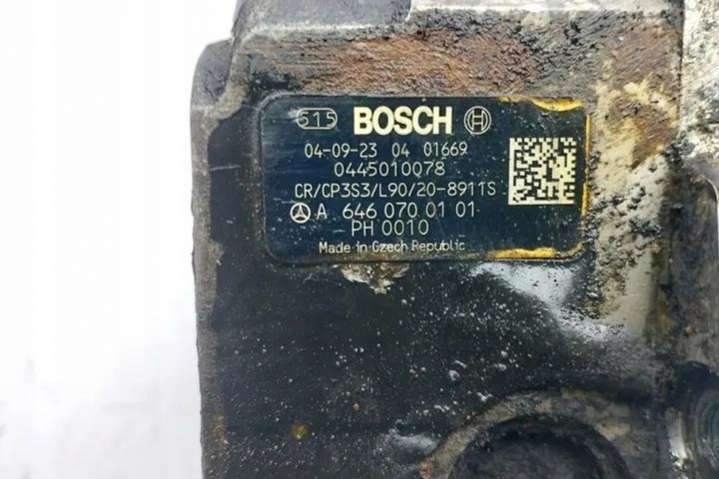 615 BOSCH
04-09-23 04 01669
0445010078
CR/CP3S3/L90/20-8911S
A 646 070 01 01
PH 0010
Made in Czech Republic